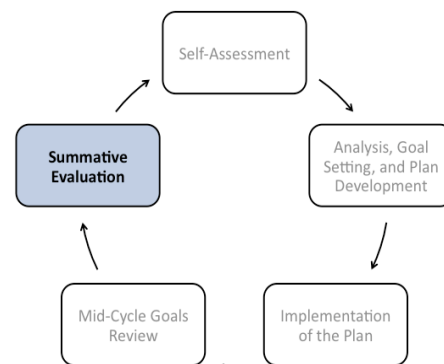 Self-Assessment
Summative
Evaluation
Analysis, Goal
Setting, and Plan
Development
Mid-Cycle Goals
Review
Implementation
of the Plan